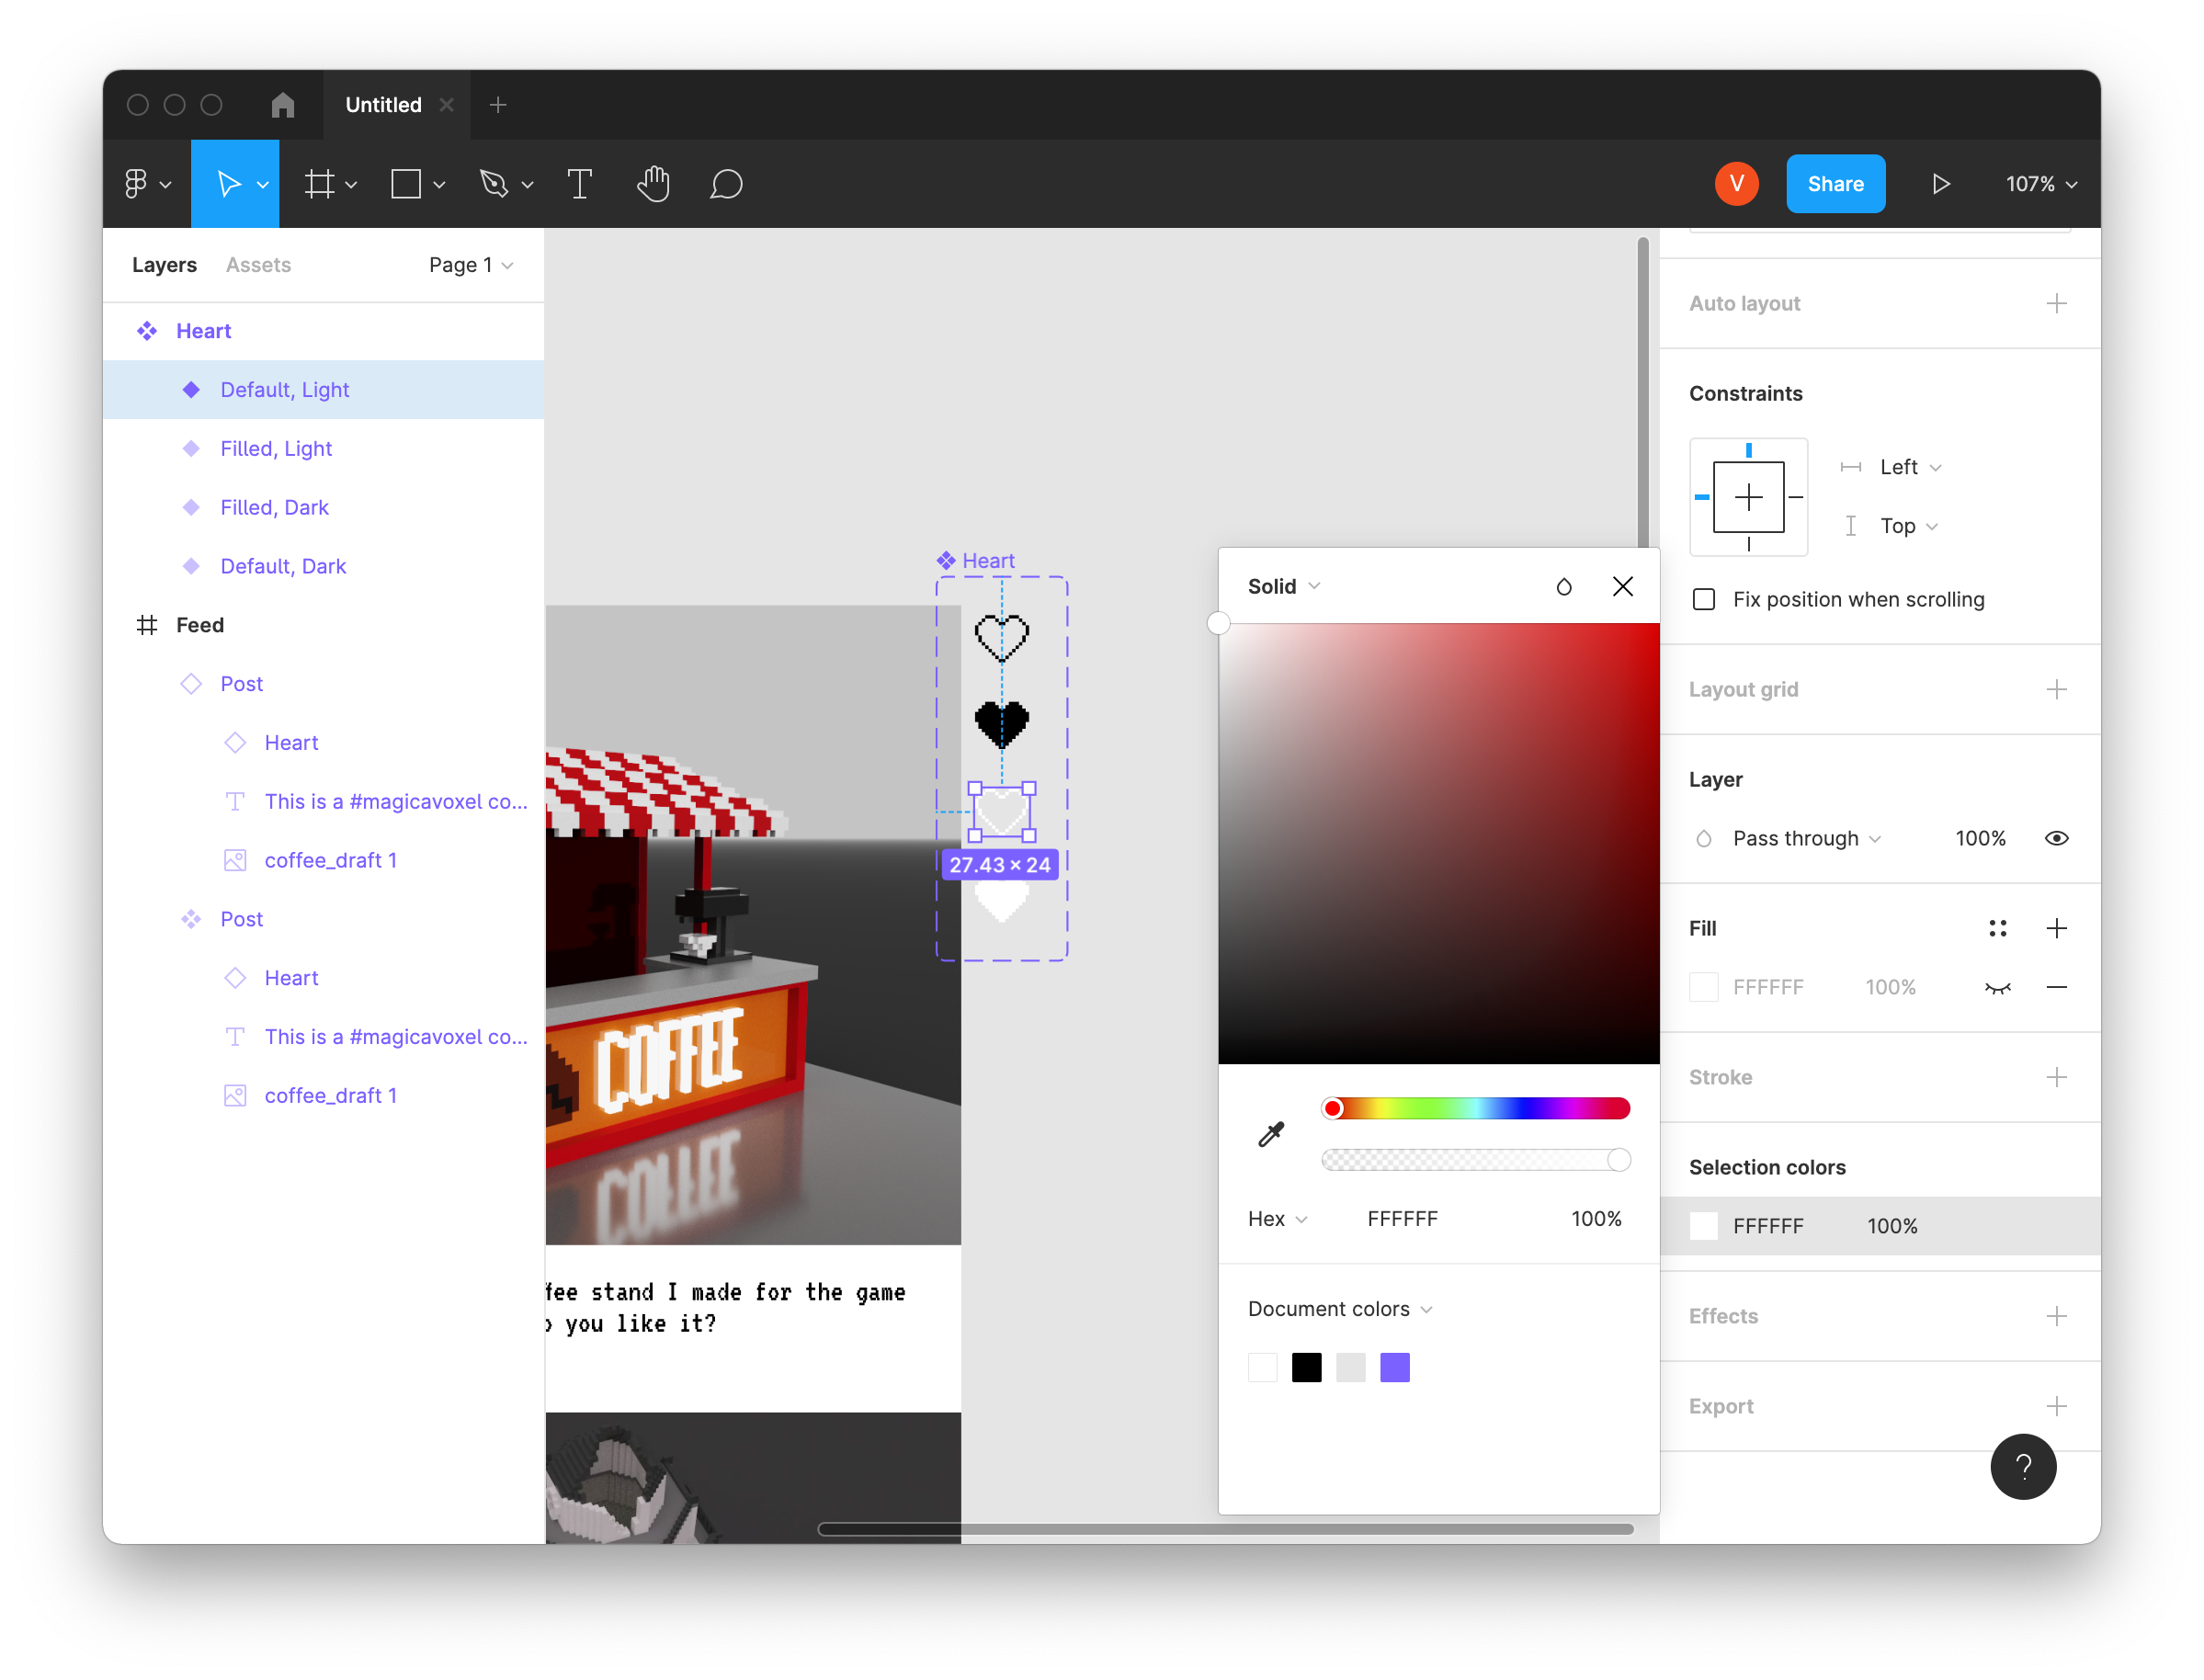 Untitled
V
Share
107%
Layers
Assets
Page 1
Heart
Default, Light
Filled, Light
Filled, Dark
Default, Dark
Feed
Post
Heart
This is a #magicavoxel co...
coffee_draft 1
Post
Heart
This is a #magicavoxel co...
coffee_draft 1
Heart
27.43 × 24
COFFEE
fee stand I made for the game
o you like it?
Solid
Hex
FFFFFF
100%
Document colors
Auto layout
Constraints
Left
Top
Fix position when scrolling
Layout grid
Layer
Pass through
100%
Fill
FFFFFF
100%
Stroke
Selection colors
FFFFFF
100%
Effects
Export
?